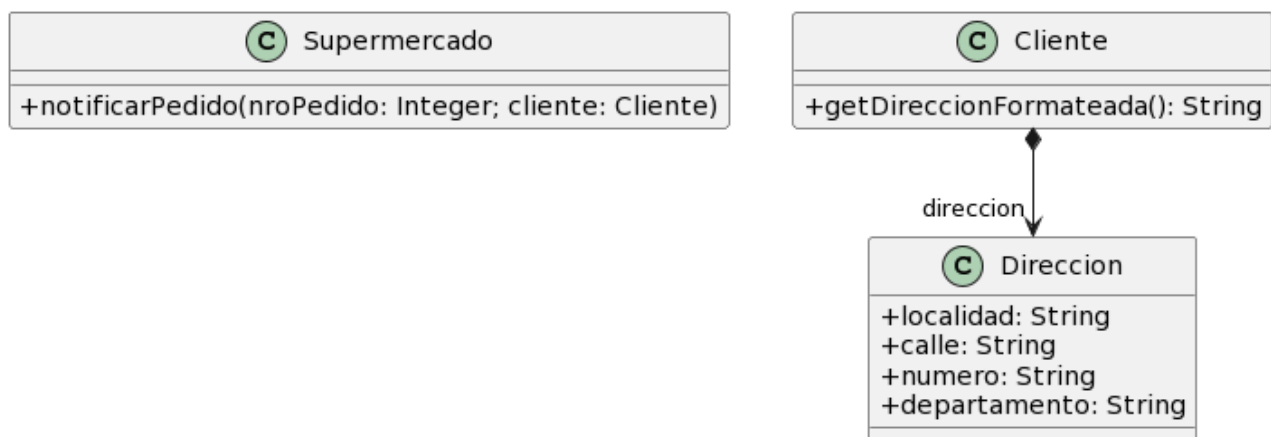 C Supermercado
+notificarPedido(nroPedido: Integer; cliente: Cliente)
C Cliente
+getDireccionFormateada(): String
direccion
C Direccion
+localidad: String
+calle: String
+numero: String
+departamento: String